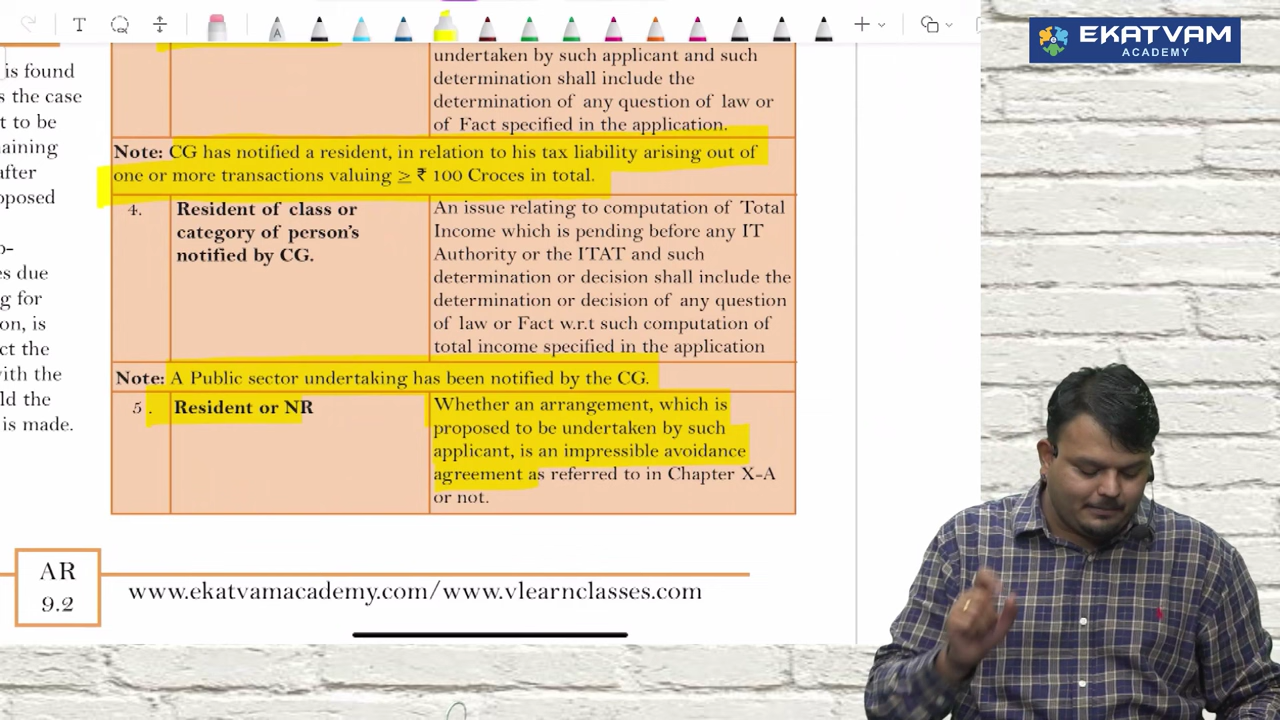 EKATVAM
ACADEMY
is found
s the case
t to be
naining
after
oposed
o-
es due
g for
on, is
ct the
with the
ld the
is made.
undertaken by such applicant and such
determination shall include the
determination of any question of law or
of Fact specified in the application.
Note: CG has notified a resident, in relation to his tax liability arising out of
one or more transactions valuing ≥ ₹ 100 Croces in total.
4. Resident of class or
category of person's
notified by CG.
An issue relating to computation of Total
Income which is pending before any IT
Authority or the ITAT and such
determination or decision shall include the
determination or decision of any question
of law or Fact w.r.t such computation of
total income specified in the application
Note: A Public sector undertaking has been notified by the CG.
5. Resident or NR
Whether an arrangement, which is
proposed to be undertaken by such
applicant, is an impressible avoidance
agreement as referred to in Chapter X-A
or not.
AR
9.2
www.ekatvamacademy.com/www.vlearnclasses.com